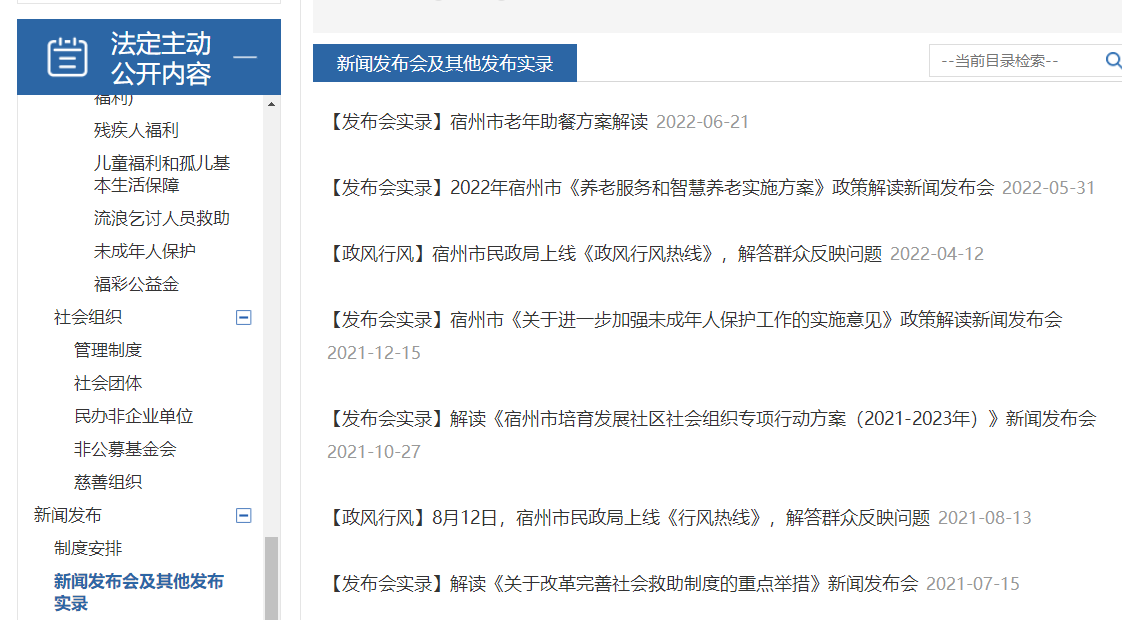 法定主动
公开内容
福利)
残疾人福利
儿童福利和孤儿基
本生活保障
流浪乞讨人员救助
未成年人保护
福彩公益金
社会组织
管理制度
社会团体
民办非企业单位
非公募基金会
慈善组织
新闻发布
制度安排
新闻发布会及其他发布
实录
新闻发布会及其他发布实录
--当前目录检索--
【发布会实录】宿州市老年助餐方案解读 2022-06-21
【发布会实录】2022年宿州市《养老服务和智慧养老实施方案》政策解读新闻发布会 2022-05-31
【政风行风】宿州市民政局上线《政风行风热线》，解答群众反映问题 2022-04-12
【发布会实录】宿州市《关于进一步加强未成年人保护工作的实施意见》政策解读新闻发布会
2021-12-15
【发布会实录】解读《宿州市培育发展社区社会组织专项行动方案（2021-2023年）》新闻发布会
2021-10-27
【政风行风】8月12日，宿州市民政局上线《行风热线》，解答群众反映问题 2021-08-13
【发布会实录】解读《关于改革完善社会救助制度的重点举措》新闻发布会 2021-07-15